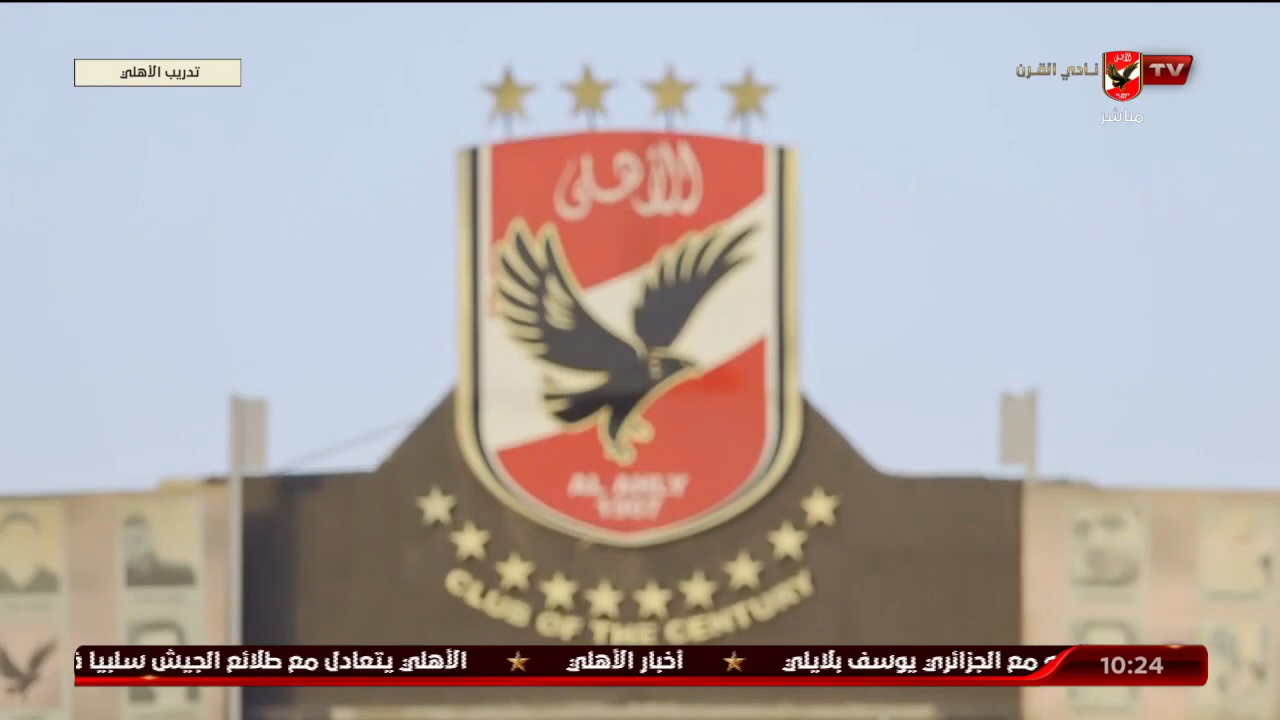 تدريب الأهلي
نادي القرن
TV
مباشر
الأهلى
AL AHLY
1907
CLUB OF THE CENTURY
مع الجزائري يوسف بلايلي ★ أخبار الأهلي ★ الأهلي يتعادل مع طلائع الجيش سلبيا
10:24